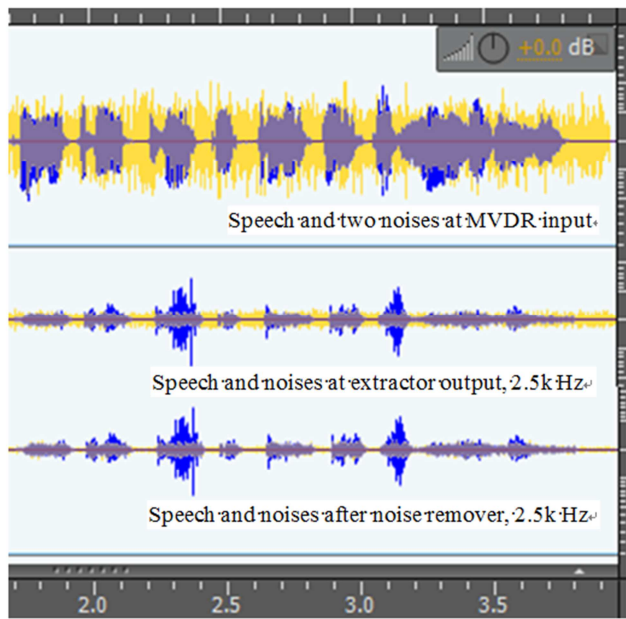 +0.0 dB
Speech and two noises at MVDR input
Speech and noises at extractor output, 2.5k Hz
Speech and noises after noise remover, 2.5k Hz
2.0 2.5 3.0 3.5